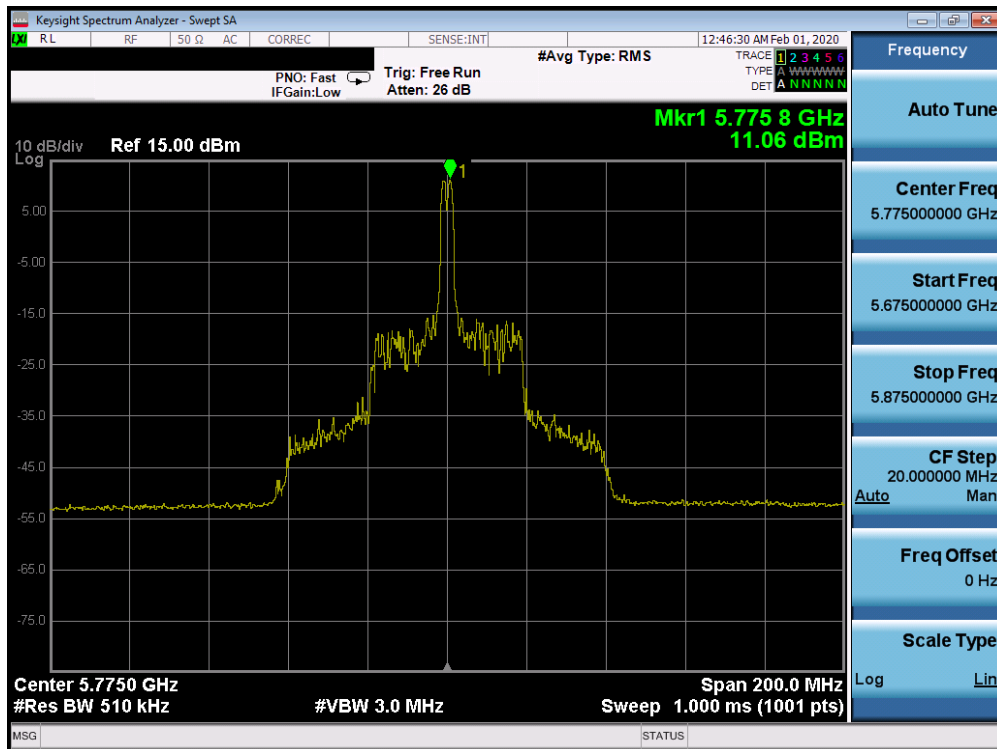 Keysight Spectrum Analyzer - Swept SA
LXI RL RF 50 Ω AC CORREC SENSE:INT 12:46:30 AM Feb 01, 2020
Frequency
#Avg Type: RMS TRACE 1 2 3 4 5 6
PNO: Fast Trig: Free Run TYPE A WWWWW
IFGain:Low Atten: 26 dB DET A N N N N N
Mkr1 5.775 8 GHz
11.06 dBm
10 dB/div Ref 15.00 dBm
Log
1
5.00
-5.00
-15.0
-25.0
-35.0
-45.0
-55.0
-65.0
-75.0
Center 5.7750 GHz Span 200.0 MHz
#Res BW 510 kHz #VBW 3.0 MHz Sweep 1.000 ms (1001 pts)
MSG STATUS
Auto Tune
Center Freq
5.775000000 GHz
Start Freq
5.675000000 GHz
Stop Freq
5.875000000 GHz
CF Step
20.000000 MHz
Auto Man
Freq Offset
0 Hz
Scale Type
Log Lin